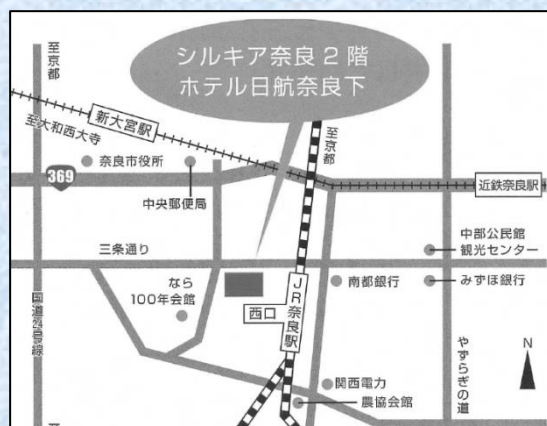 シルキア奈良2階
ホテル日航奈良下
至京都
新大宮駅
至大和西大寺
至京都
奈良市役所
369
中央郵便局
近鉄奈良駅
中部公民館
観光センター
三条通り
なら
100年会館
西口
JR奈良駅
南都銀行
みずほ銀行
国道24号線
やすらぎの道
N
関西電力
農協会館
至